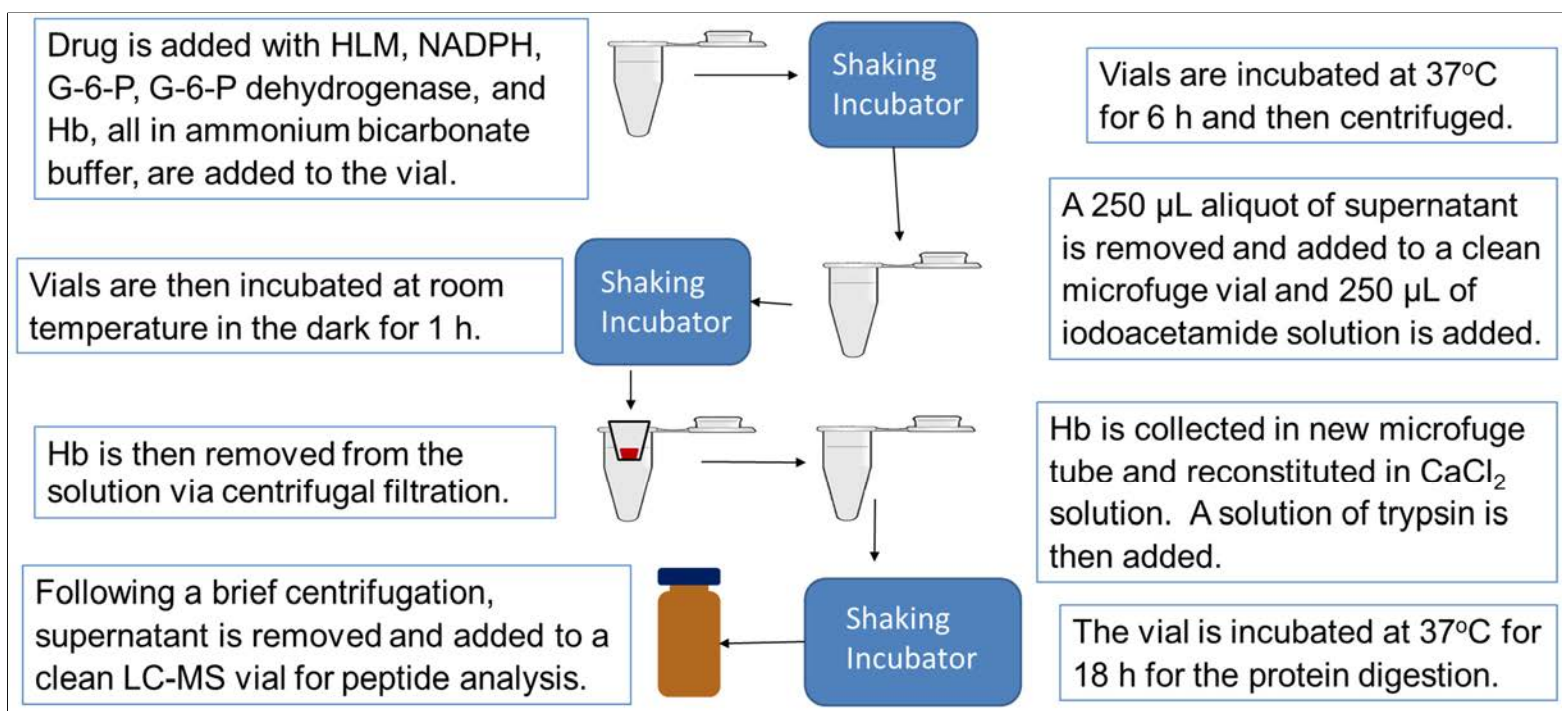 Drug is added with HLM, NADPH,
G-6-P, G-6-P dehydrogenase, and
Hb, all in ammonium bicarbonate
buffer, are added to the vial.
Shaking
Incubator
Vials are incubated at 37°C
for 6 h and then centrifuged.
A 250 µL aliquot of supernatant
is removed and added to a clean
microfuge vial and 250 µL of
iodoacetamide solution is added.
Shaking
Incubator
Vials are then incubated at room
temperature in the dark for 1 h.
Hb is then removed from the
solution via centrifugal filtration.
Hb is collected in new microfuge
tube and reconstituted in CaCl₂
solution. A solution of trypsin is
then added.
Shaking
Incubator
The vial is incubated at 37°C for
18 h for the protein digestion.
Following a brief centrifugation,
supernatant is removed and added to a
clean LC-MS vial for peptide analysis.